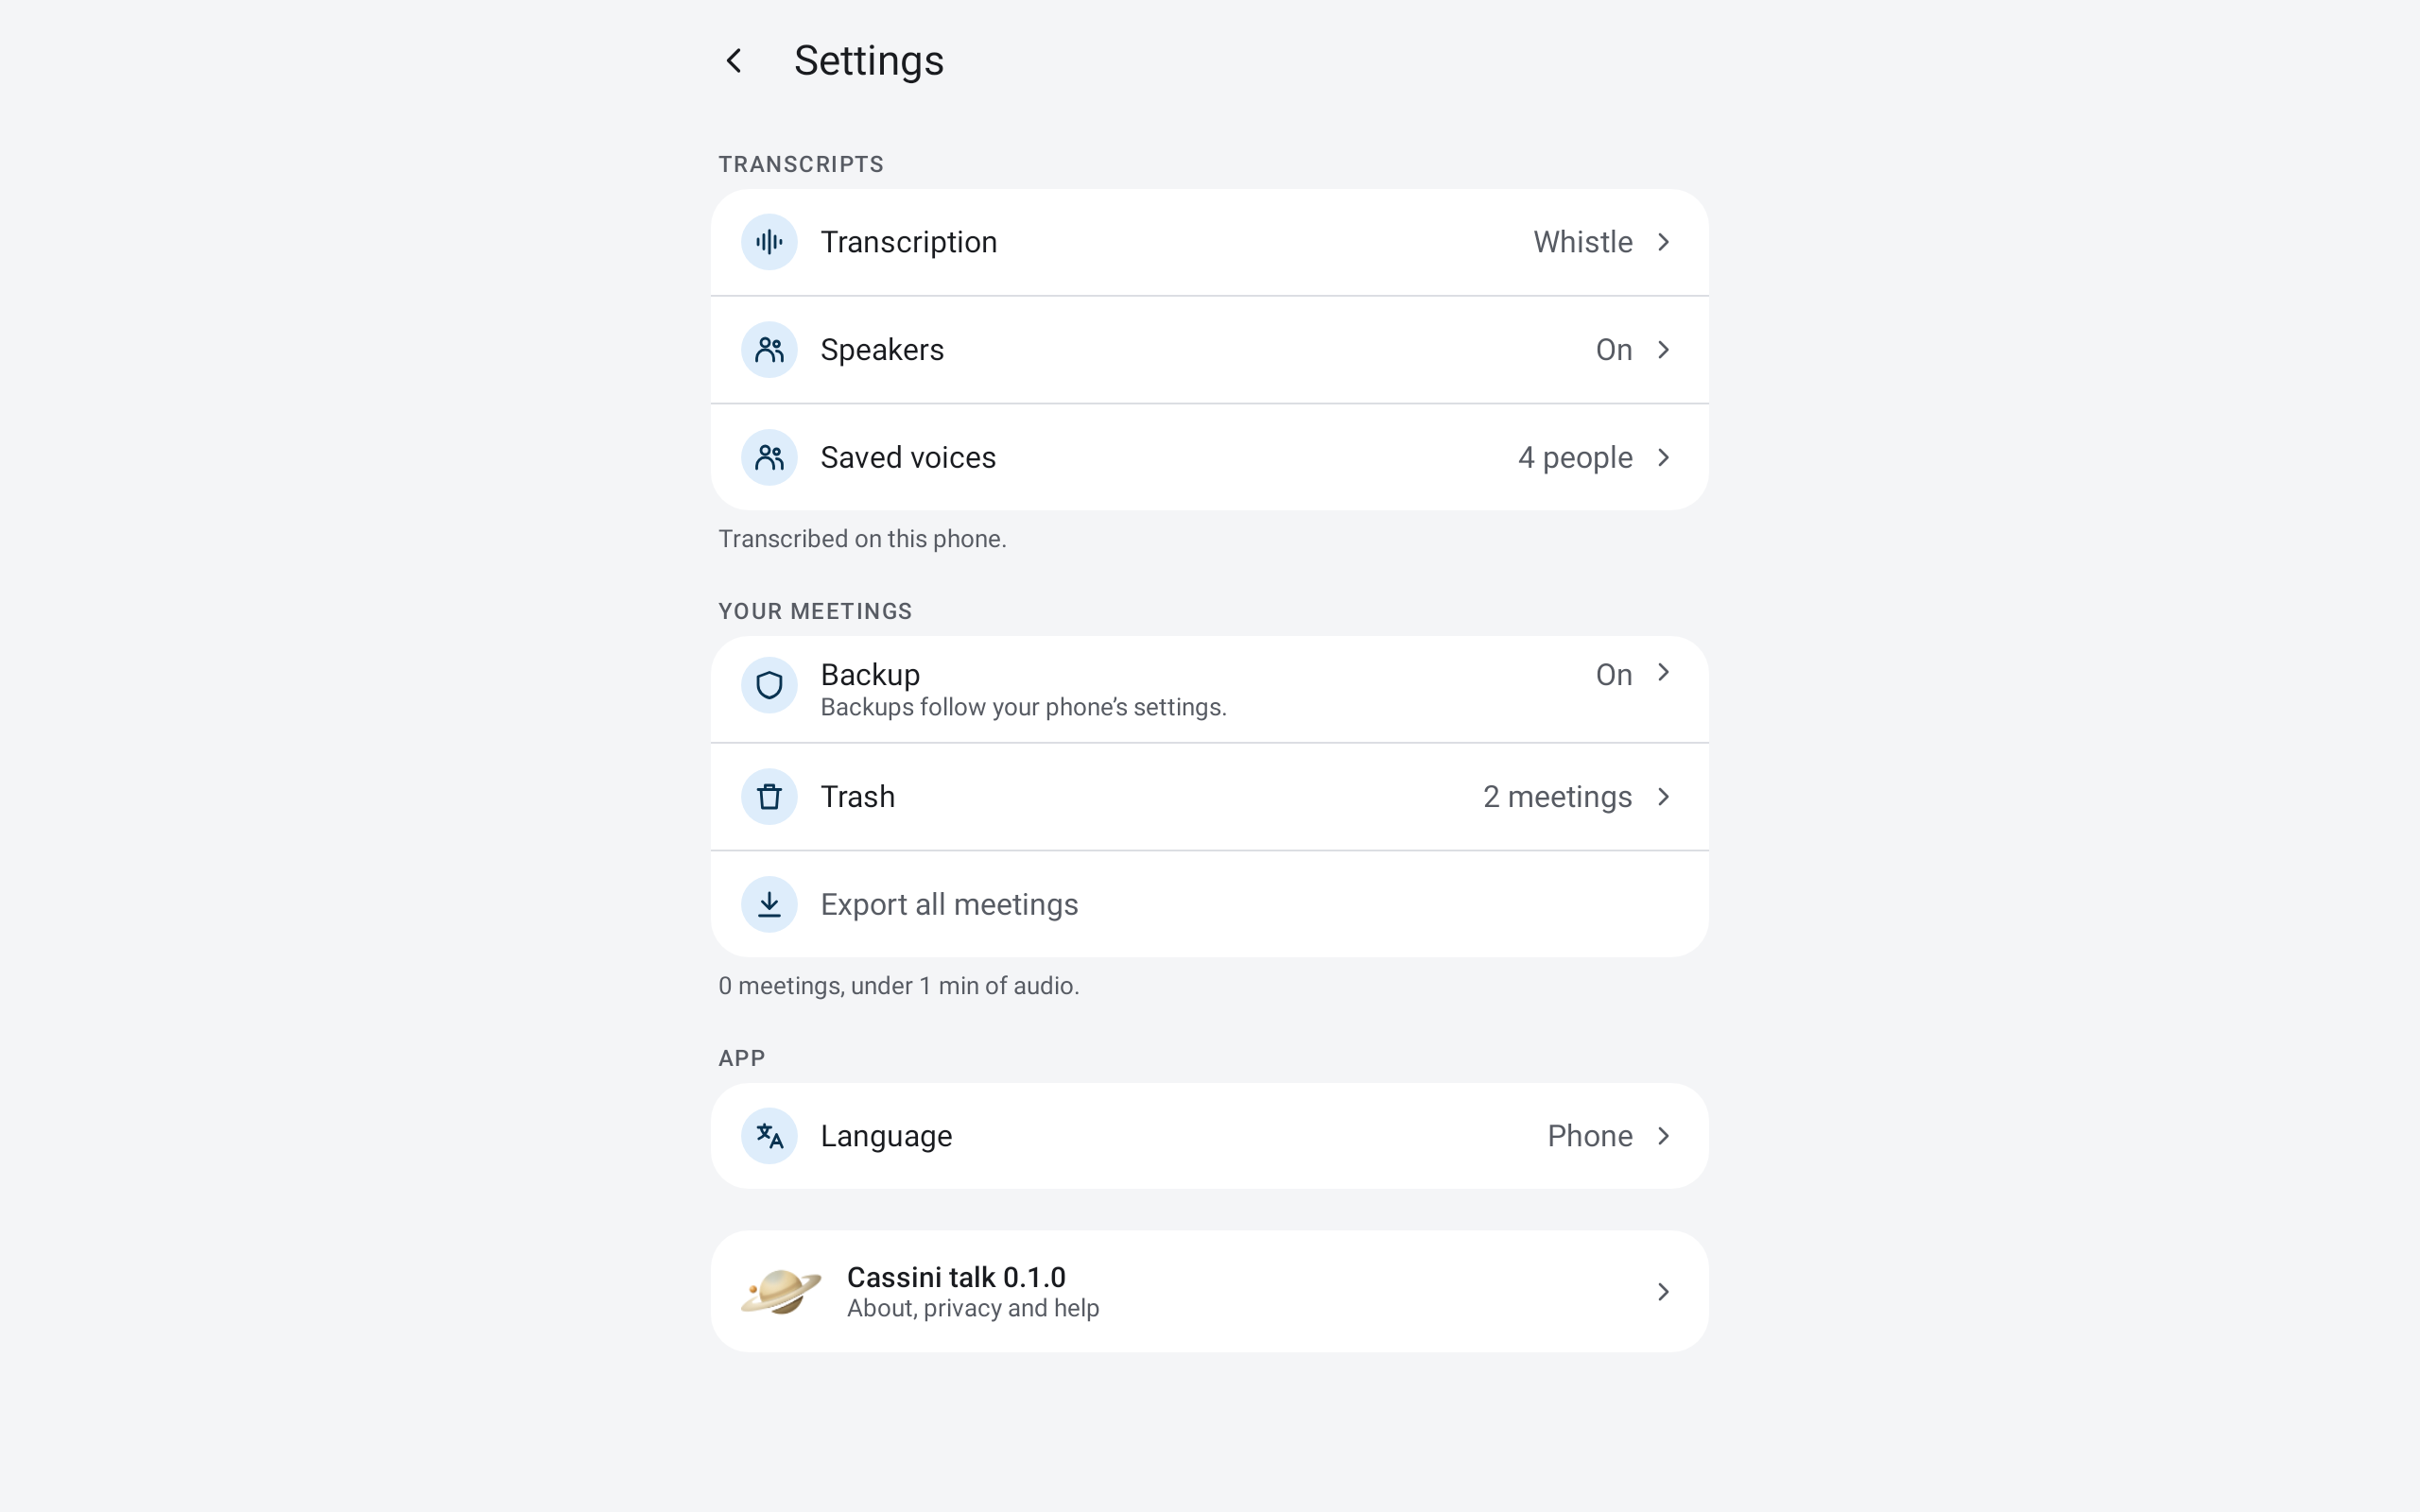 Settings
TRANSCRIPTS
Transcription Whistle
Speakers On
Saved voices 4 people
Transcribed on this phone.
YOUR MEETINGS
Backup On
Backups follow your phone’s settings.
Trash 2 meetings
Export all meetings
0 meetings, under 1 min of audio.
APP
Language Phone
Cassini talk 0.1.0
About, privacy and help